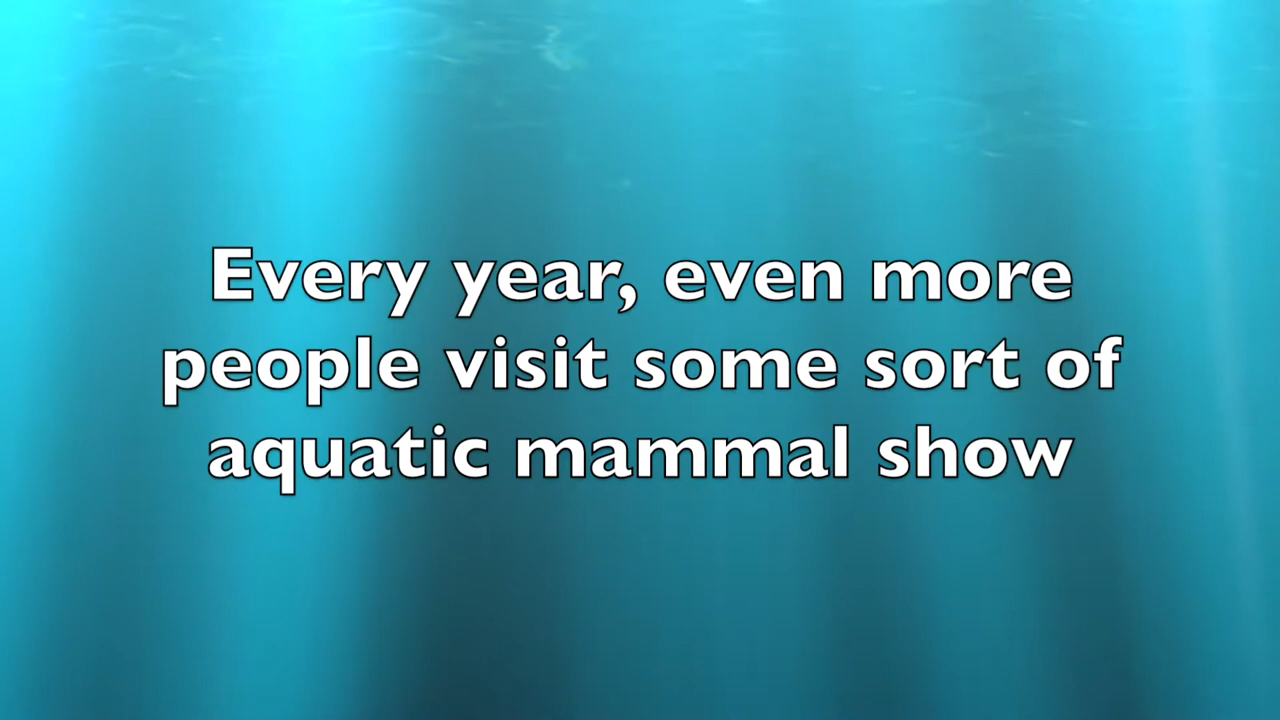 Every year, even more
people visit some sort of
aquatic mammal show